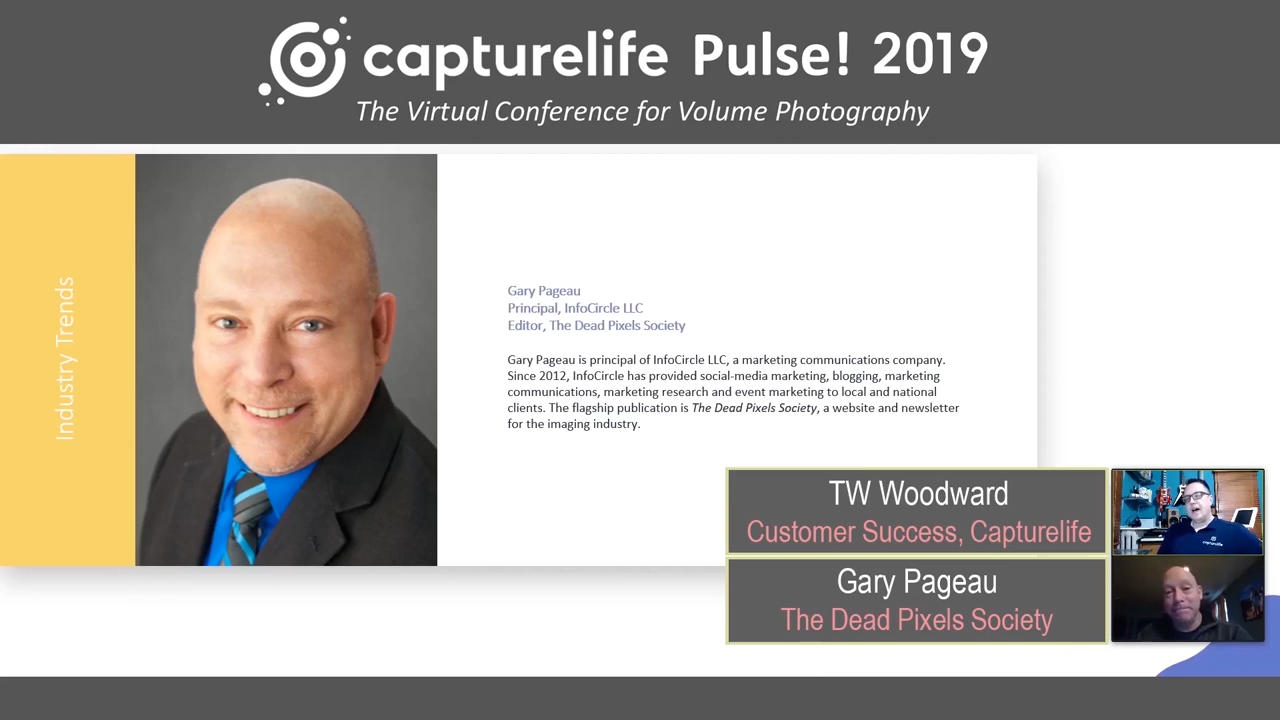 capturelife Pulse! 2019
The Virtual Conference for Volume Photography
Industry Trends
Gary Pageau
Principal, InfoCircle LLC
Editor, The Dead Pixels Society
Gary Pageau is principal of InfoCircle LLC, a marketing communications company.
Since 2012, InfoCircle has provided social-media marketing, blogging, marketing
communications, marketing research and event marketing to local and national
clients. The flagship publication is The Dead Pixels Society, a website and newsletter
for the imaging industry.
TW Woodward
Customer Success, Capturelife
capturelife
Gary Pageau
The Dead Pixels Society